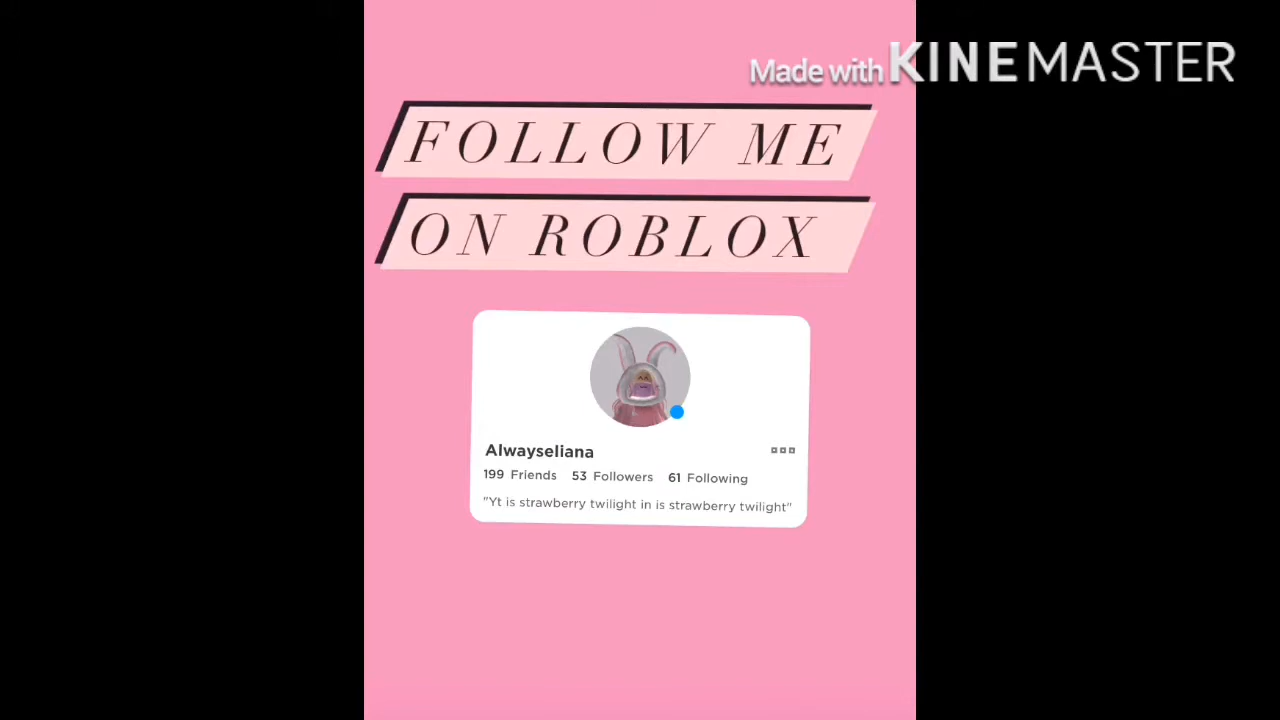 Made with KINEMASTER
FOLLOW ME
ON ROBLOX
Alwayseliana
199 Friends 53 Followers 61 Following
"Yt is strawberry twilight in is strawberry twilight"